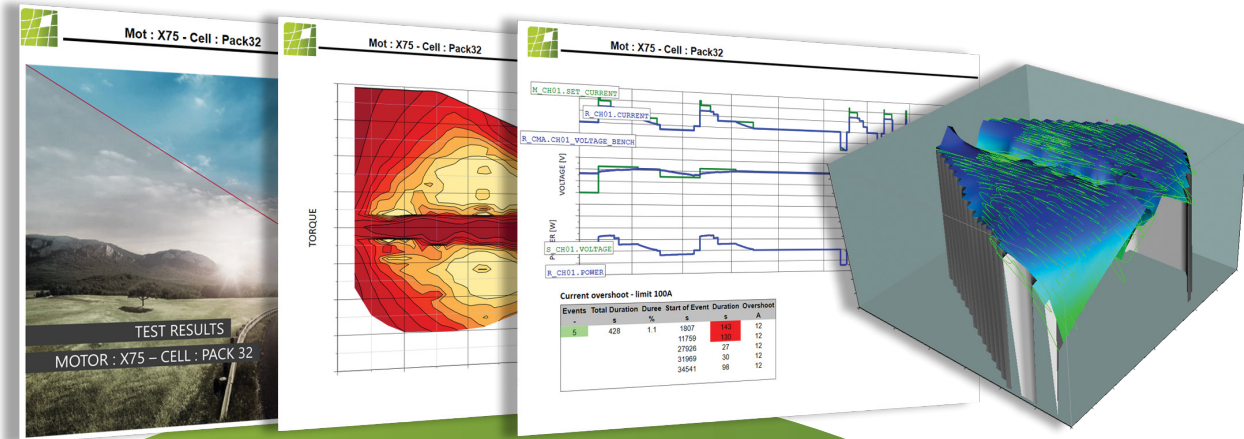 Mot : X75 - Cell : Pack32
TEST RESULTS
MOTOR : X75 – CELL : PACK 32
Mot : X75 - Cell : Pack32
TORQUE
Mot : X75 - Cell : Pack32
M_CH01.SET_CURRENT
R_CH01.CURRENT
R_CMA.CH01_VOLTAGE_BENCH
VOLTAGE [V]
S_CH01.VOLTAGE
R_CH01.POWER
Current overshoot - limit 100A
Events Total Duration Duree Start of Event Duration Overshoot
- s % s s A
5 428 1.1 1807 143 12
11759 130 12
27926 27 12
31969 30 12
34541 98 12